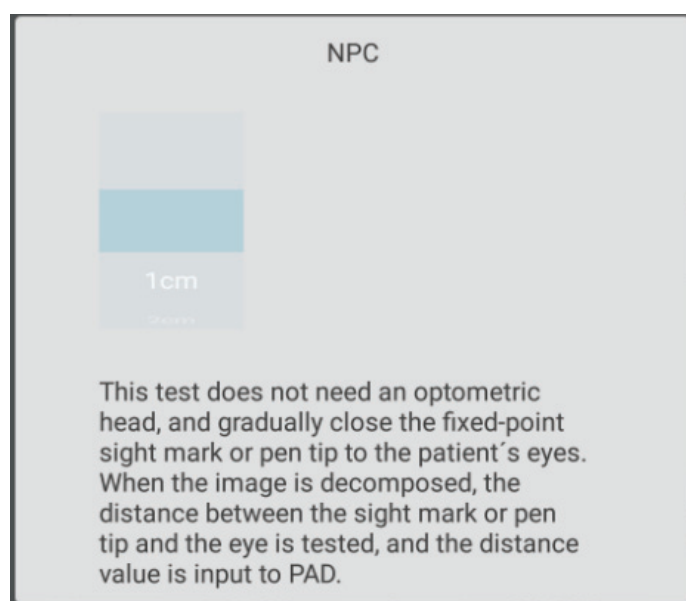 NPC
1cm
This test does not need an optometric
head, and gradually close the fixed-point
sight mark or pen tip to the patient´s eyes.
When the image is decomposed, the
distance between the sight mark or pen
tip and the eye is tested, and the distance
value is input to PAD.